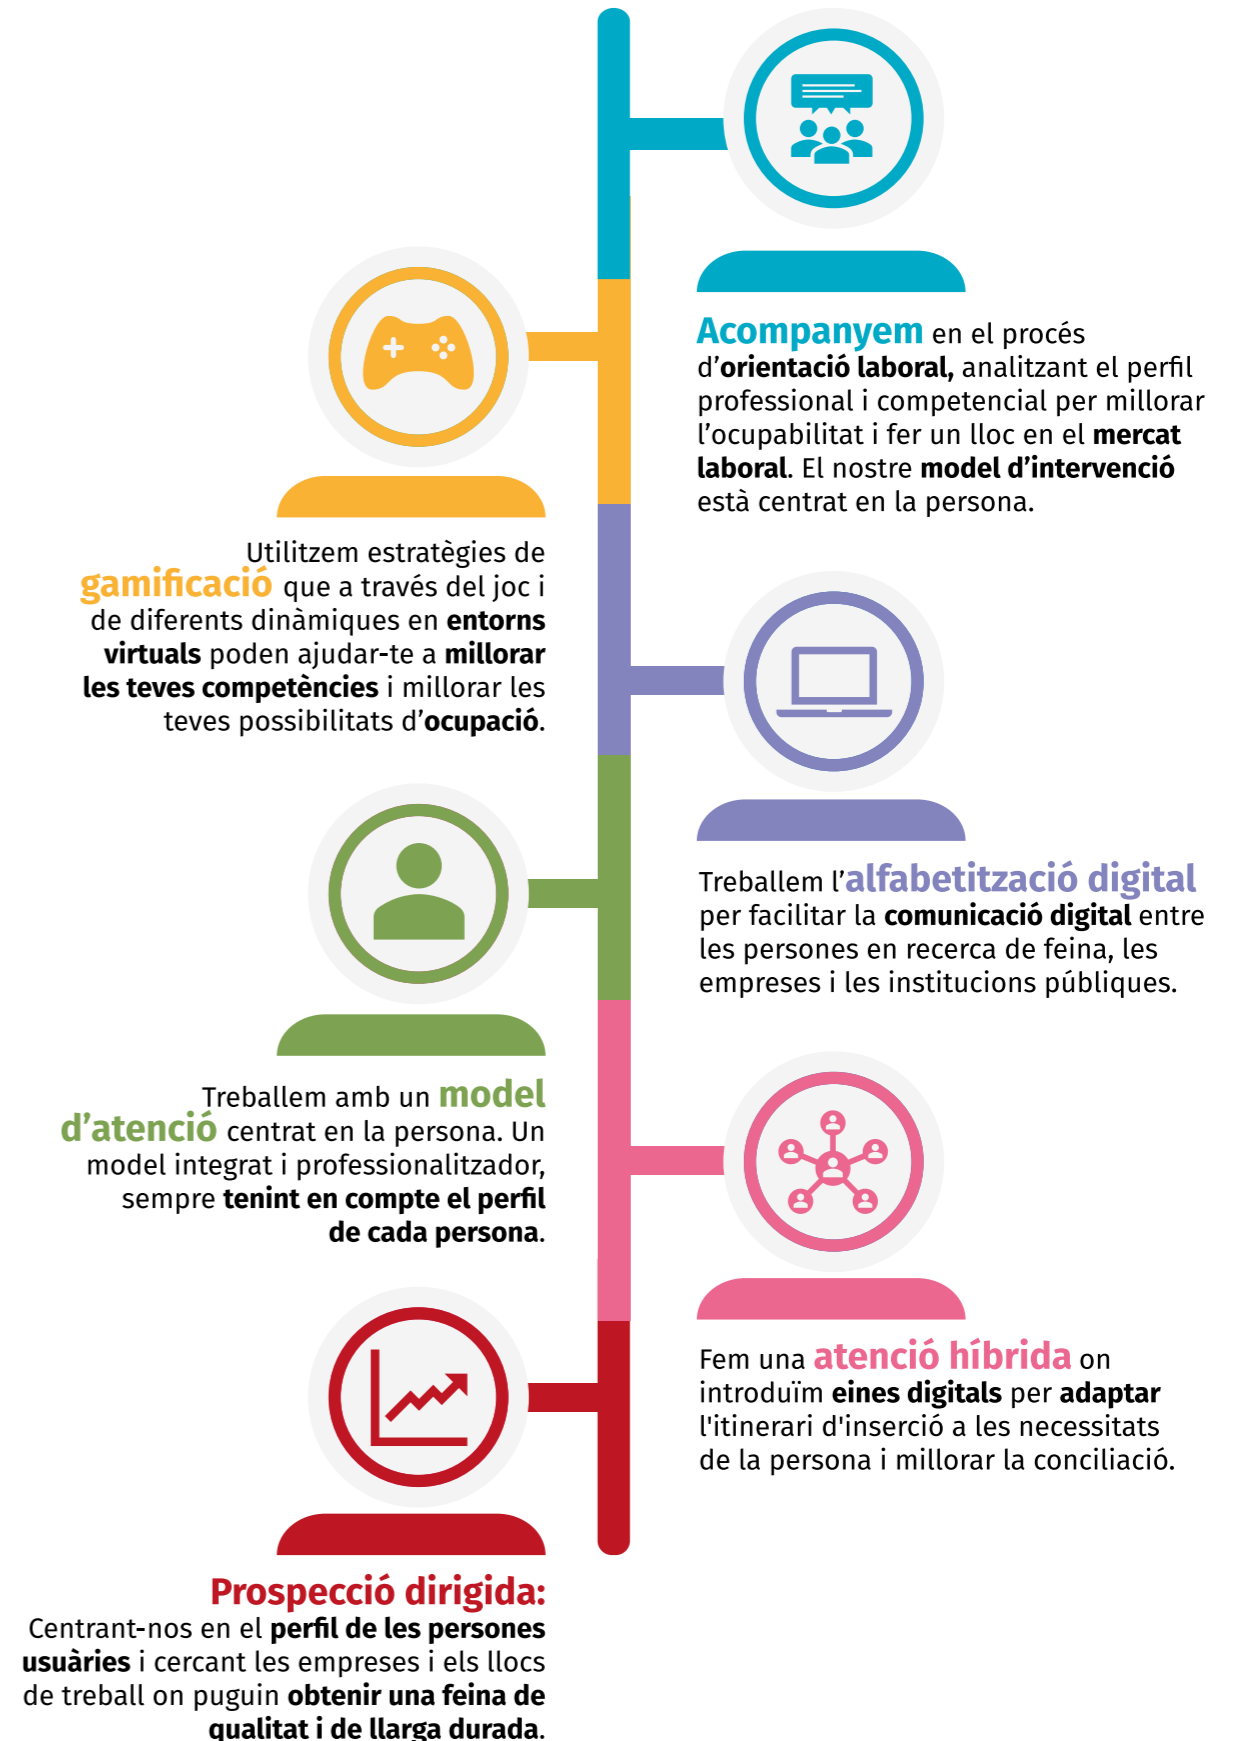 Acompanyem en el procés
d’orientació laboral, analitzant el perfil
professional i competencial per millorar
l’ocupabilitat i fer un lloc en el mercat
laboral. El nostre model d’intervenció
està centrat en la persona.
Utilitzem estratègies de
gamificació que a través del joc i
de diferents dinàmiques en entorns
virtuals poden ajudar-te a millorar
les teves competències i millorar les
teves possibilitats d’ocupació.
Treballem l’alfabetització digital
per facilitar la comunicació digital entre
les persones en recerca de feina, les
empreses i les institucions públiques.
Treballem amb un model
d’atenció centrat en la persona. Un
model integrat i professionalitzador,
sempre tenint en compte el perfil
de cada persona.
Fem una atenció híbrida on
introduïm eines digitals per adaptar
l'itinerari d'inserció a les necessitats
de la persona i millorar la conciliació.
Prospecció dirigida:
Centrant-nos en el perfil de les persones
usuàries i cercant les empreses i els llocs
de treball on puguin obtenir una feina de
qualitat i de llarga durada.